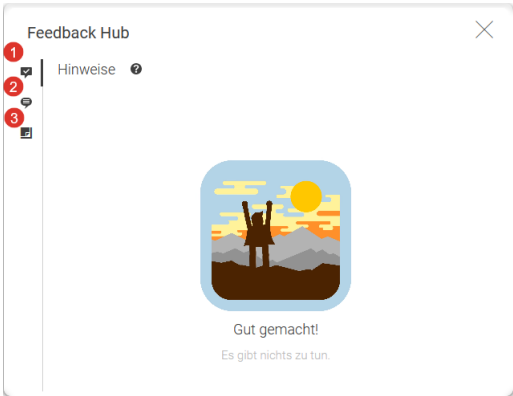 Feedback Hub
1
Hinweise ?
2
3
Gut gemacht!
Es gibt nichts zu tun.